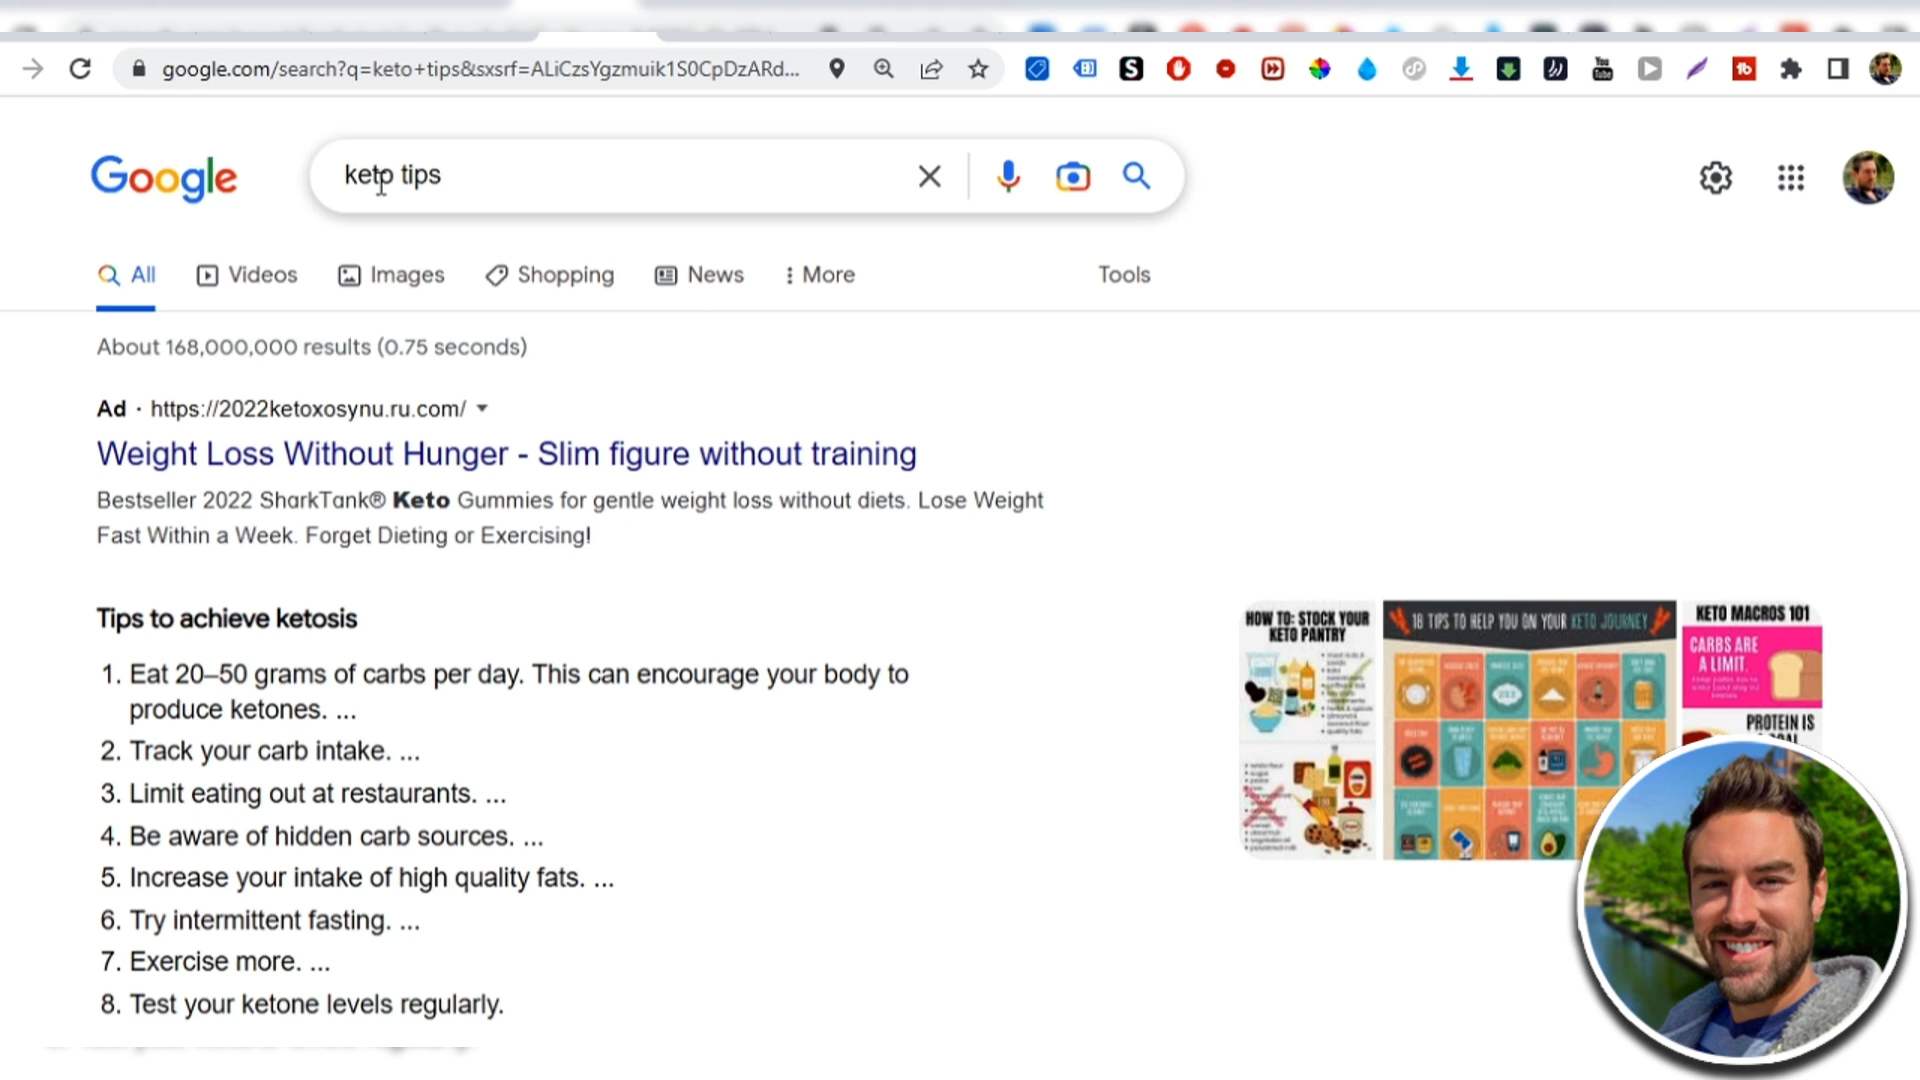 google.com/search?q=keto+tips&sxsrf=ALiCzsYgzmuik1S0CpDzARd...
Google
keto tips
All Videos Images Shopping News More Tools
About 168,000,000 results (0.75 seconds)
Ad · https://2022ketoxosynu.ru.com/
Weight Loss Without Hunger - Slim figure without training
Bestseller 2022 SharkTank® Keto Gummies for gentle weight loss without diets. Lose Weight
Fast Within a Week. Forget Dieting or Exercising!
Tips to achieve ketosis
1. Eat 20–50 grams of carbs per day. This can encourage your body to
produce ketones. ...
2. Track your carb intake. ...
3. Limit eating out at restaurants. ...
4. Be aware of hidden carb sources. ...
5. Increase your intake of high quality fats. ...
6. Try intermittent fasting. ...
7. Exercise more. ...
8. Test your ketone levels regularly.
HOW TO: STOCK YOUR
KETO PANTRY
18 TIPS TO HELP YOU ON YOUR KETO JOURNEY
KETO MACROS 101
CARBS ARE
A LIMIT.
PROTEIN IS